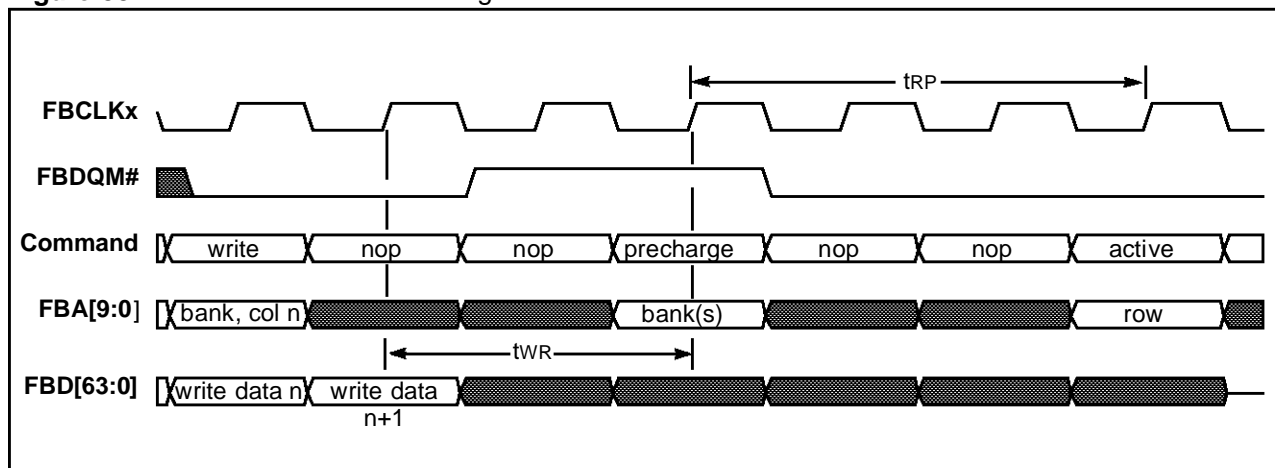 tRP
FBCLKx
FBDQM#
Command write nop nop precharge nop nop active
FBA[9:0] bank, col n bank(s) row
tWR
FBD[63:0] write data n write data
n+1